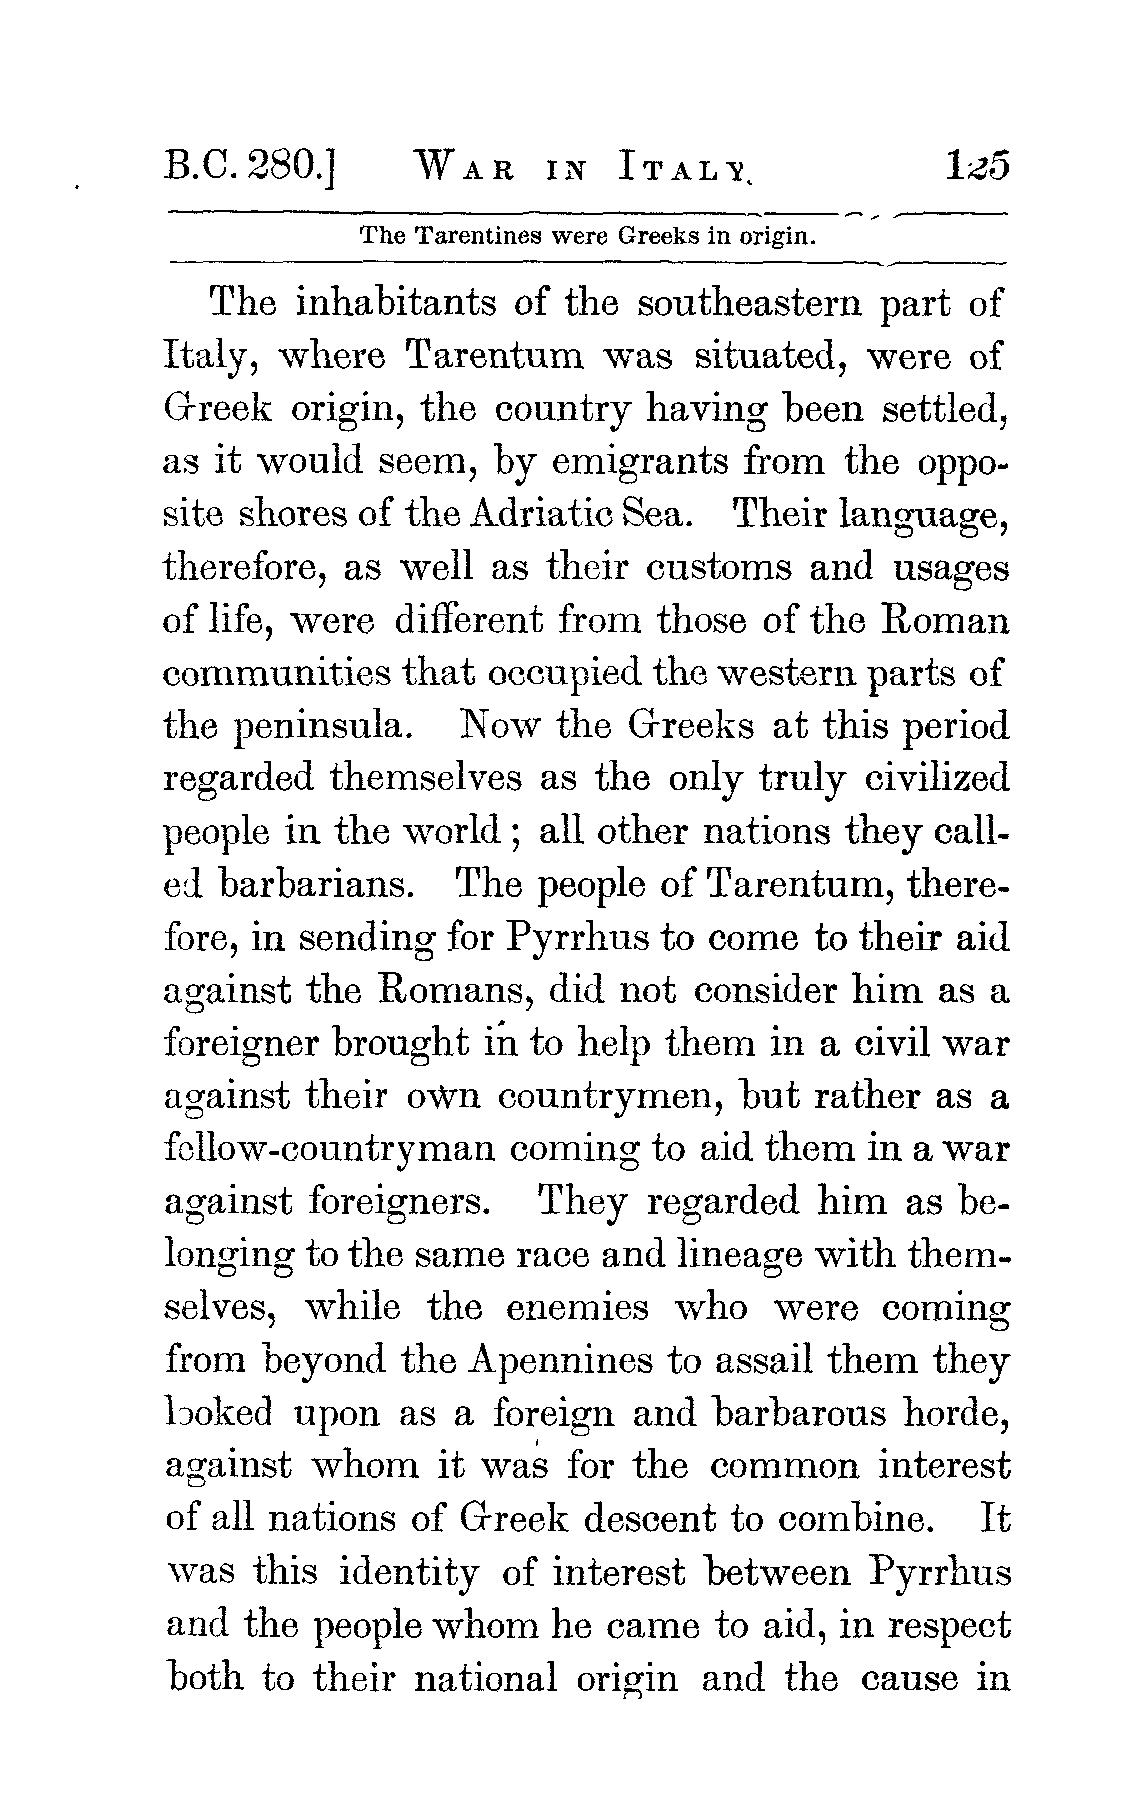 B.C. 280.] War in Italy. 125
The Tarentines were Greeks in origin.
The inhabitants of the southeastern part of
Italy, where Tarentum was situated, were of
Greek origin, the country having been settled,
as it would seem, by emigrants from the oppo-
site shores of the Adriatic Sea. Their language,
therefore, as well as their customs and usages
of life, were different from those of the Roman
communities that occupied the western parts of
the peninsula. Now the Greeks at this period
regarded themselves as the only truly civilized
people in the world; all other nations they call-
ed barbarians. The people of Tarentum, there-
fore, in sending for Pyrrhus to come to their aid
against the Romans, did not consider him as a
foreigner brought in to help them in a civil war
against their own countrymen, but rather as a
fellow-countryman coming to aid them in a war
against foreigners. They regarded him as be-
longing to the same race and lineage with them-
selves, while the enemies who were coming
from beyond the Apennines to assail them they
looked upon as a foreign and barbarous horde,
against whom it was for the common interest
of all nations of Greek descent to combine. It
was this identity of interest between Pyrrhus
and the people whom he came to aid, in respect
both to their national origin and the cause in